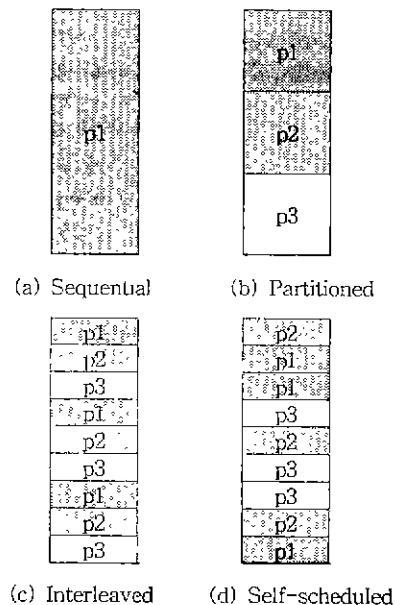 p1
p1
p2
p3
(a) Sequential
(b) Partitioned
p1
p2
p3
p1
p2
p3
p1
p2
p3
p2
p1
p1
p3
p2
p3
p3
p2
p1
(c) Interleaved
(d) Self-scheduled